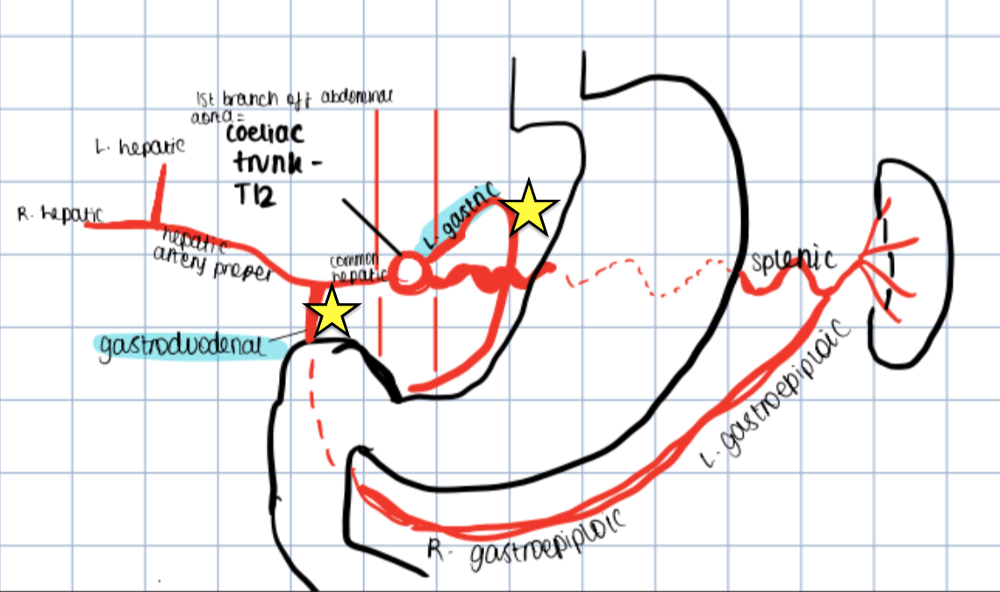 1st branch off abdominal
aorta =
coeliac
trunk -
T12
L. hepatic
R. hepatic
hepatic
artery proper
common
hepatic
L. gastric
splenic
gastroduodenal
L. gastroepiploic
R. gastroepiploic